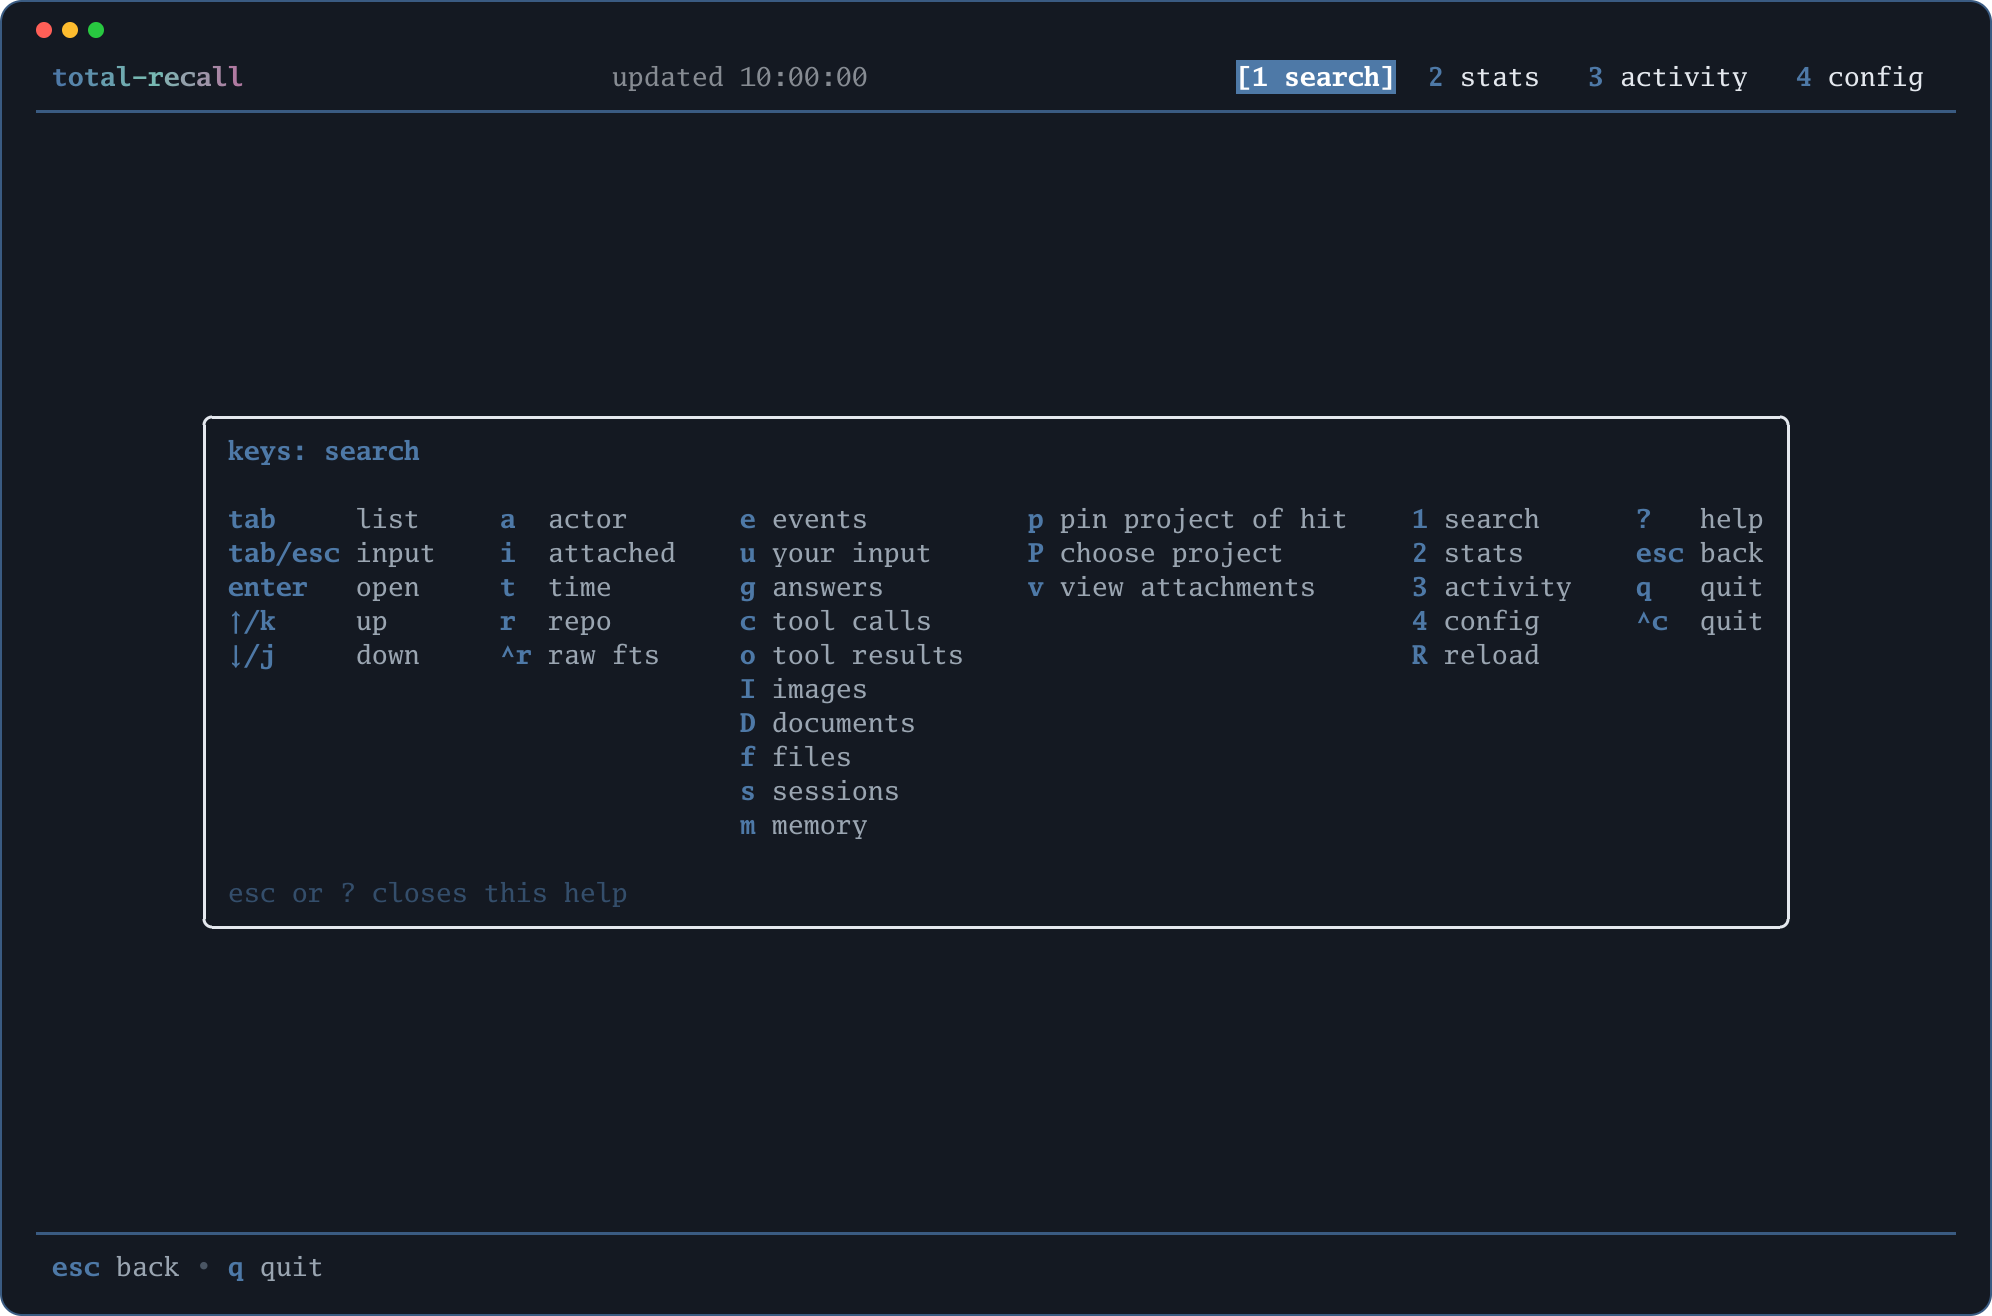 total-recall updated 10:00:00 [1 search] 2 stats 3 activity 4 config
keys: search
tab list a actor e events p pin project of hit 1 search ? help
tab/esc input i attached u your input P choose project 2 stats esc back
enter open t time g answers v view attachments 3 activity q quit
↑/k up r repo c tool calls 4 config ^c quit
↓/j down ^r raw fts o tool results R reload
I images
D documents
f files
s sessions
m memory
esc or ? closes this help
esc back • q quit